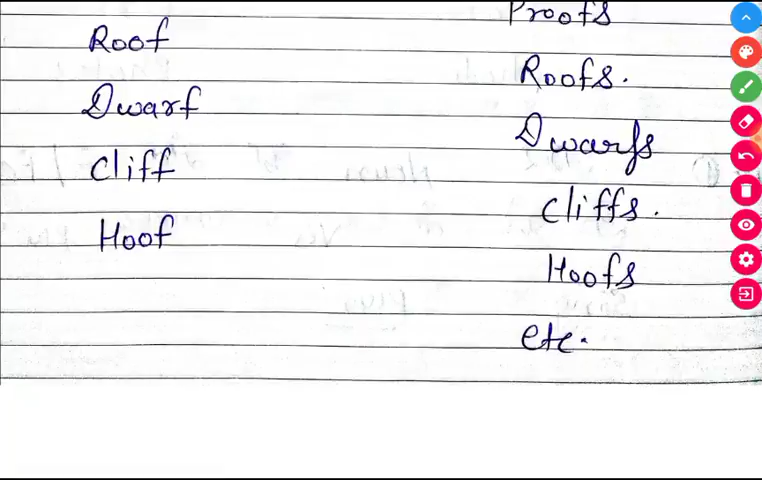 Proofs
Roof Roofs.
Dwarf Dwarfs
Cliff Cliffs.
Hoof Hoofs
etc.